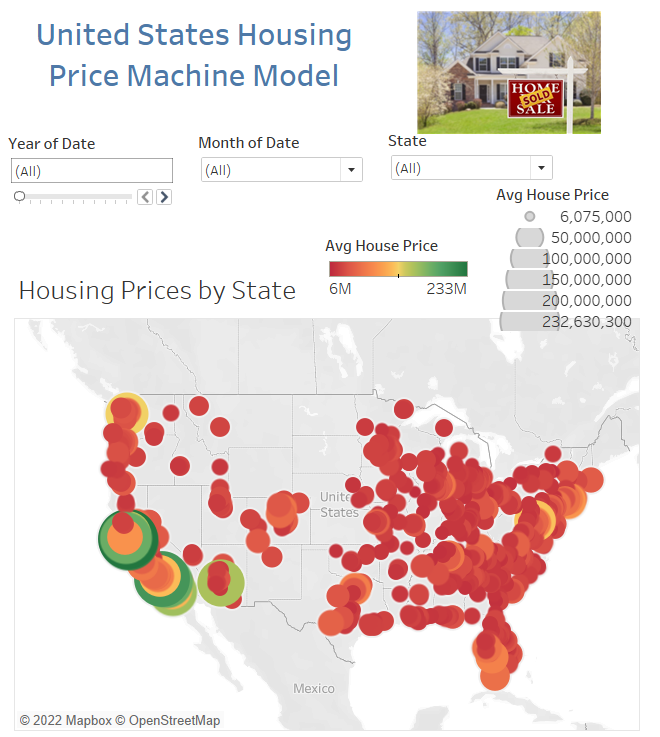 United States Housing
Price Machine Model
HOME
SOLD
SALE
Year of Date
Month of Date
State
(All)
(All)
(All)
Avg House Price
6,075,000
50,000,000
100,000,000
150,000,000
200,000,000
232,630,300
Avg House Price
6M
233M
Housing Prices by State
United
States
Mexico
© 2022 Mapbox © OpenStreetMap